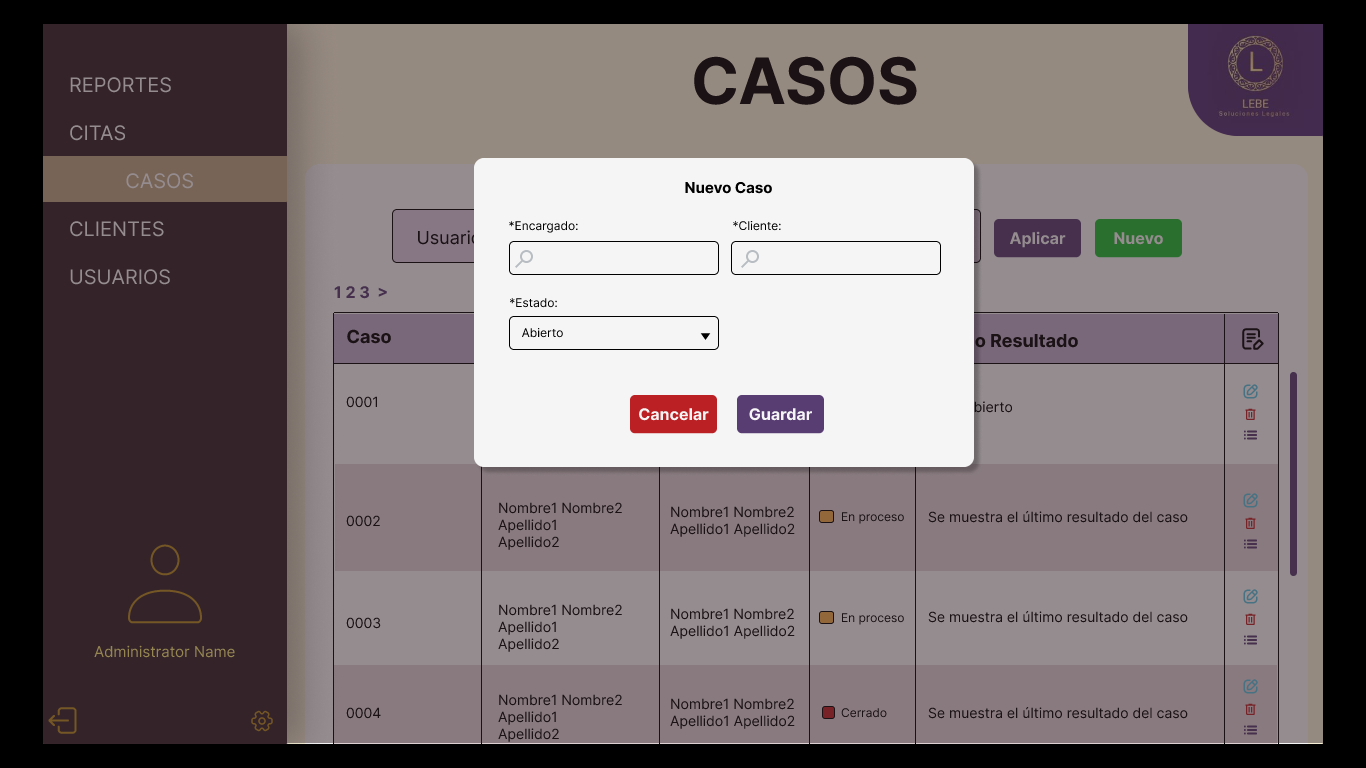 REPORTES
CITAS
CASOS
CLIENTES
USUARIOS
Administrator Name
CASOS
L
LEBE
Soluciones Legales
Nuevo Caso
*Encargado:
*Cliente:
*Estado:
Abierto
Cancelar
Guardar
Aplicar
Nuevo
1 2 3 >
Caso
Resultado
0001
0002
Nombre1 Nombre2
Apellido1
Apellido2
Nombre1 Nombre2
Apellido1 Apellido2
En proceso
Se muestra el último resultado del caso
0003
Nombre1 Nombre2
Apellido1
Apellido2
Nombre1 Nombre2
Apellido1 Apellido2
En proceso
Se muestra el último resultado del caso
0004
Nombre1 Nombre2
Apellido1
Apellido2
Nombre1 Nombre2
Apellido1 Apellido2
Cerrado
Se muestra el último resultado del caso